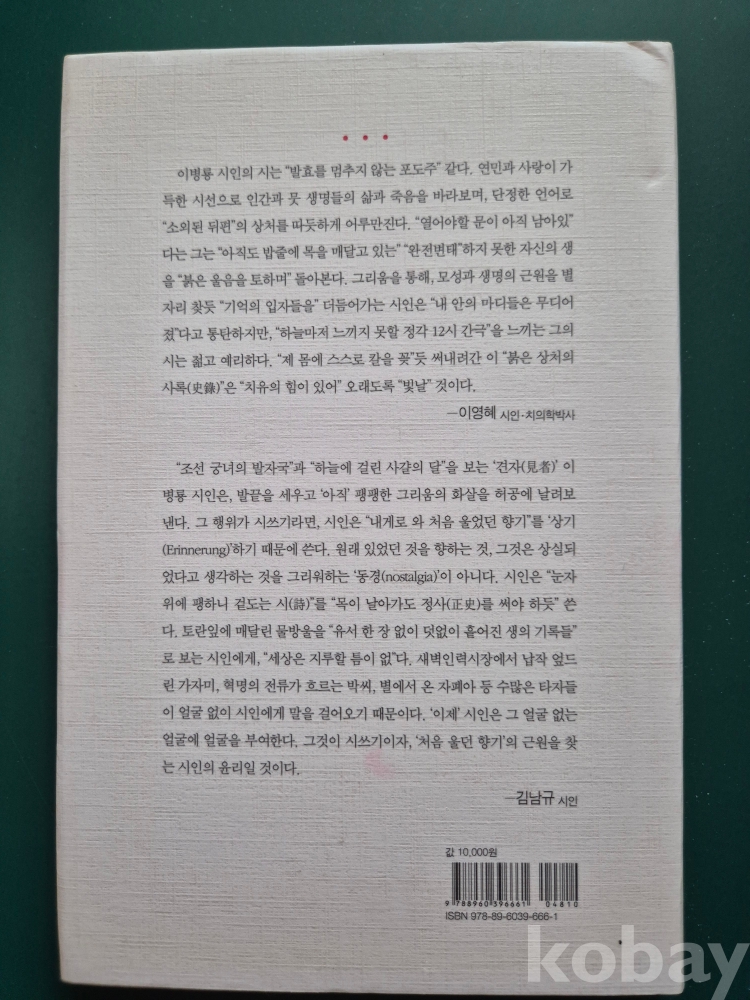 이병룡 시인의 시는 “발효를 멈추지 않는 포도주” 같다. 연민과 사랑이 가
득한 시선으로 인간과 뭇 생명들의 삶과 죽음을 바라보며, 단정한 언어로
“소외된 뒤편”의 상처를 따듯하게 어루만진다. “열어야할 문이 아직 남아있”
다는 그는 “아직도 밥줄에 목을 매달고 있는” “완전변태”하지 못한 자신의 생
을 “붉은 울음을 토하며” 돌아본다. 그리움을 통해, 모성과 생명의 근원을 별
자리 찾듯 “기억의 입자들을” 더듬어가는 시인은 “내 안의 마디들은 무디어
졌”다고 통탄하지만, “하늘마저 느끼지 못할 정각 12시 간극”을 느끼는 그의
시는 젊고 예리하다. “제 몸에 스스로 칼을 꽂”듯 써내려간 이 “붉은 상처의
사록(史錄)”은 “치유의 힘이 있어” 오래도록 “빛날” 것이다.
─이영혜 시인-치의학박사
“조선 궁녀의 발자국”과 “하늘에 걸린 사갈의 달”을 보는 ‘견자(見者)’ 이
병룡 시인은, 발끝을 세우고 ‘아직’ 팽팽한 그리움의 화살을 허공에 날려보
낸다. 그 행위가 시쓰기라면, 시인은 “내게로 와 처음 울었던 향기”를 ‘상기
(Erinnerung)’하기 때문에 쓴다. 원래 있었던 것을 향하는 것, 그것은 상실되
었다고 생각하는 것을 그리워하는 ‘동경(nostalgia)’이 아니다. 시인은 “눈자
위에 팽하니 겉도는 시(詩)”를 “목이 날아가도 정사(正史)를 써야 하듯” 쓴
다. 토란잎에 매달린 물방울을 “유서 한 장 없이 덧없이 흩어진 생의 기록들”
로 보는 시인에게, “세상은 지루할 틈이 없”다. 새벽인력시장에서 납작 엎드
린 가자미, 혁명의 전류가 흐르는 박씨, 별에서 온 자폐아 등 수많은 타자들
이 얼굴 없이 시인에게 말을 걸어오기 때문이다. ‘이제’ 시인은 그 얼굴 없는
얼굴에 얼굴을 부여한다. 그것이 시쓰기이자, ‘처음 울던 향기’의 근원을 찾
는 시인의 윤리일 것이다.
─김남규 시인
값 10,000원
9 788960 396661 04810
ISBN 978-89-6039-666-1
kobay